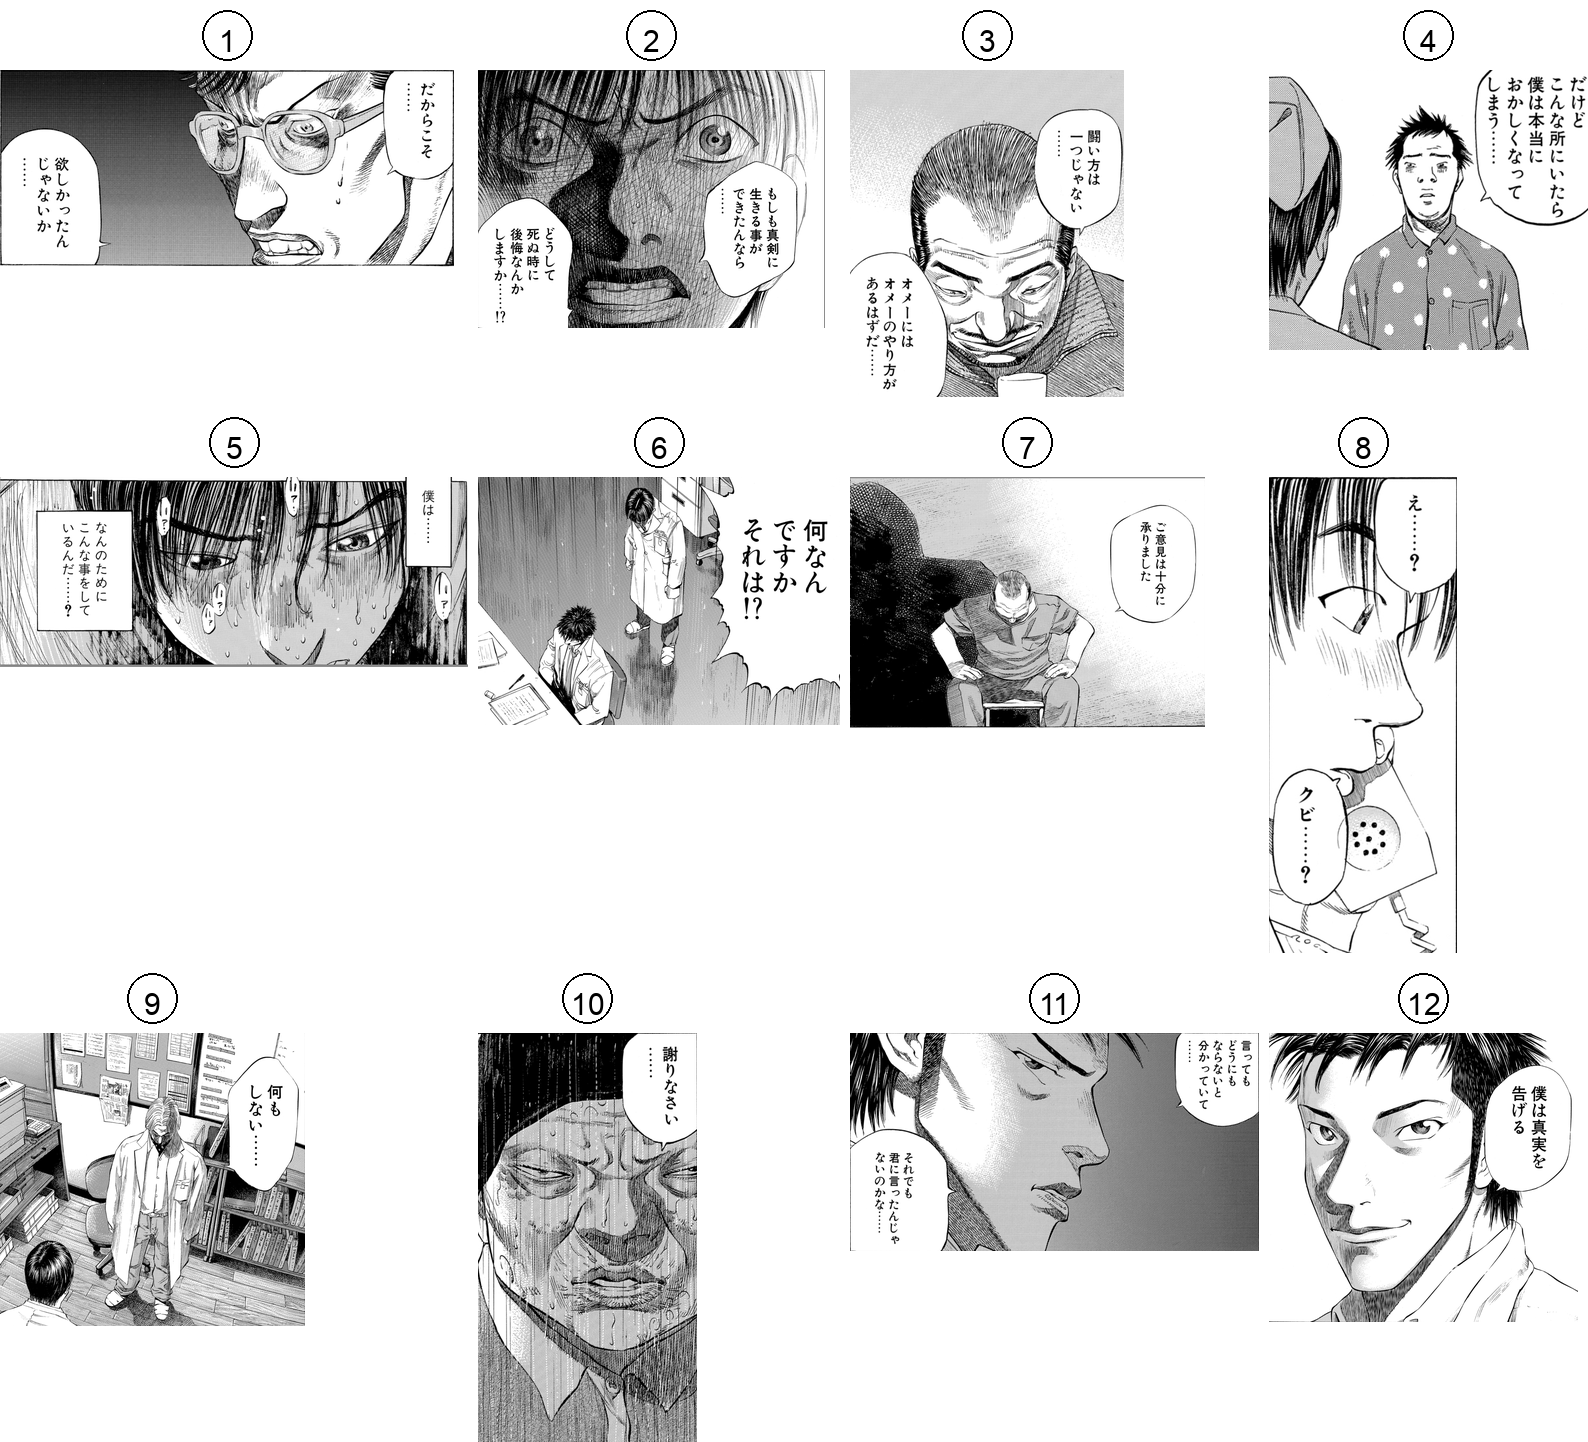 1
だからこそ
……
欲しかったん
じゃないか
……
2
もしも真剣に
生きる事が
できたんなら
……
どうして
死ぬ時に
後悔なんか
しますか……!?
3
闘い方は
一つじゃない
……
オメーには
オメーのやり方が
あるはずだ……
4
だけど
こんな所にいたら
僕は本当に
おかしくなって
しまう……
5
僕は……
なんのために
こんな事をして
いるんだ……?
6
何なん
ですか
それは!?
7
ご意見は十分に
承りました
8
え……?
クビ……?
9
何も
しない……
10
謝りなさい
……
11
言っても
どうにも
ならないと
分かっていて
……
それでも
君に言ったんじゃ
ないのかな……
12
僕は真実を
告げる